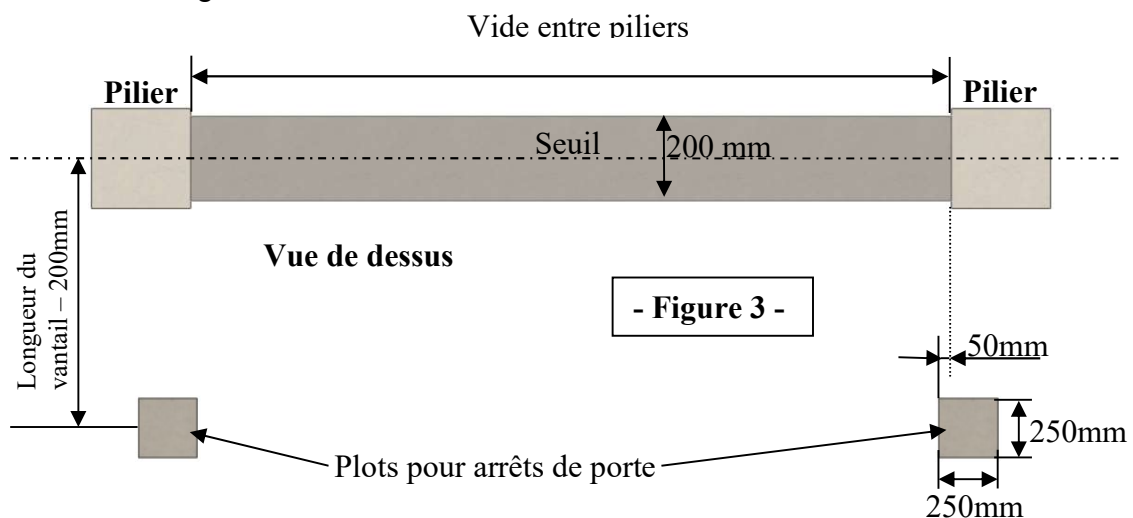 Vide entre piliers
Pilier
Pilier
Seuil
200 mm
Longueur du
vantail – 200mm
Vue de dessus
- Figure 3 -
50mm
250mm
Plots pour arrêts de porte
250mm